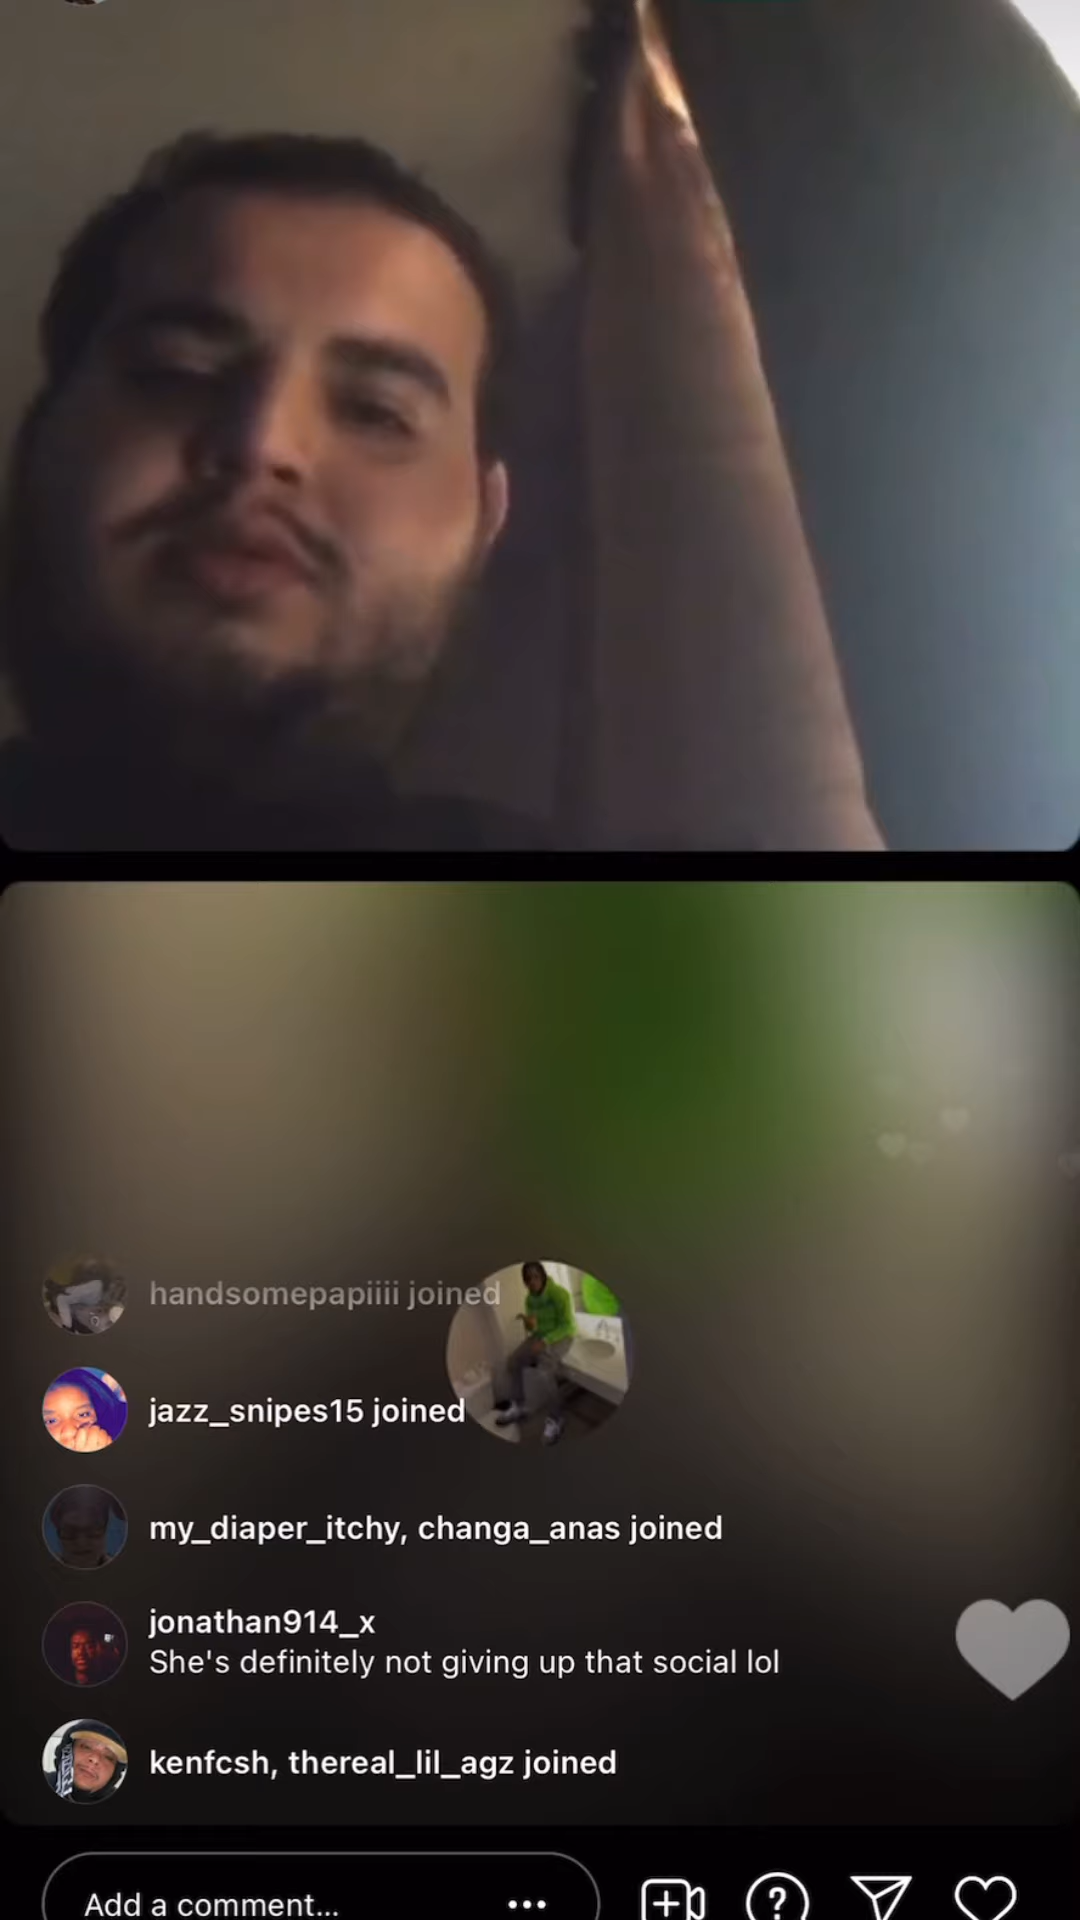 handsomepapiiii joined
jazz_snipes15 joined
my_diaper_itchy, changa_anas joined
jonathan914_x
She's definitely not giving up that social lol
kenfcsh, thereal_lil_agz joined
Add a comment...